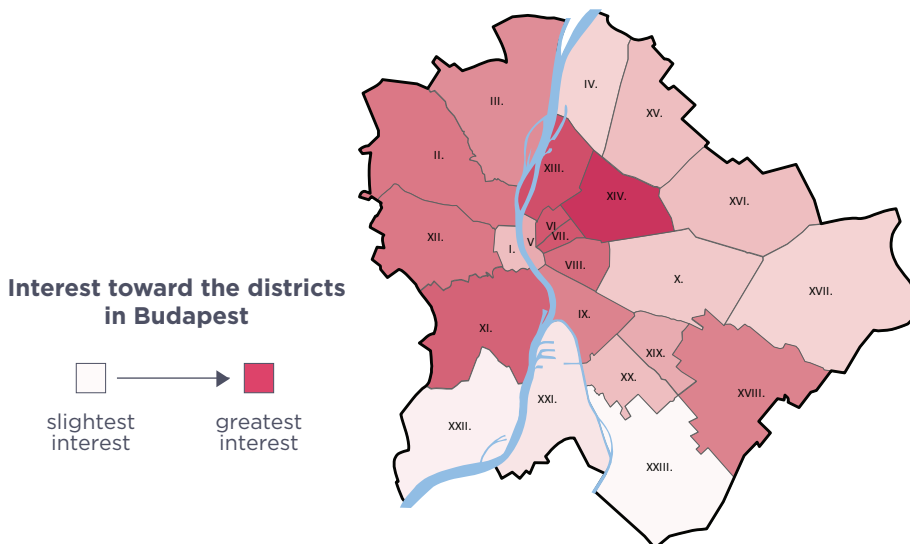 IV.
III.
XV.
II.
XIII.
XIV.
XVI.
VI
VII.
V
I.
XII.
VIII.
X.
XVII.
Interest toward the districts
in Budapest
IX.
XI.
XIX.
XX.
XVIII.
slightest
interest
greatest
interest
XXI.
XXII.
XXIII.